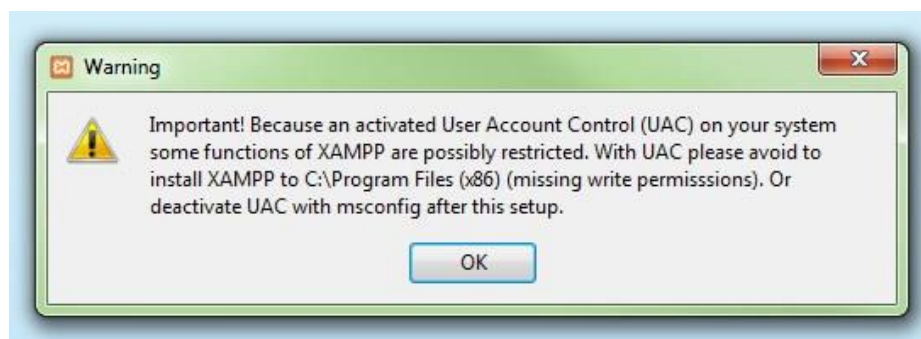 Warning
Important! Because an activated User Account Control (UAC) on your system
some functions of XAMPP are possibly restricted. With UAC please avoid to
install XAMPP to C:\Program Files (x86) (missing write permisssions). Or
deactivate UAC with msconfig after this setup.
OK